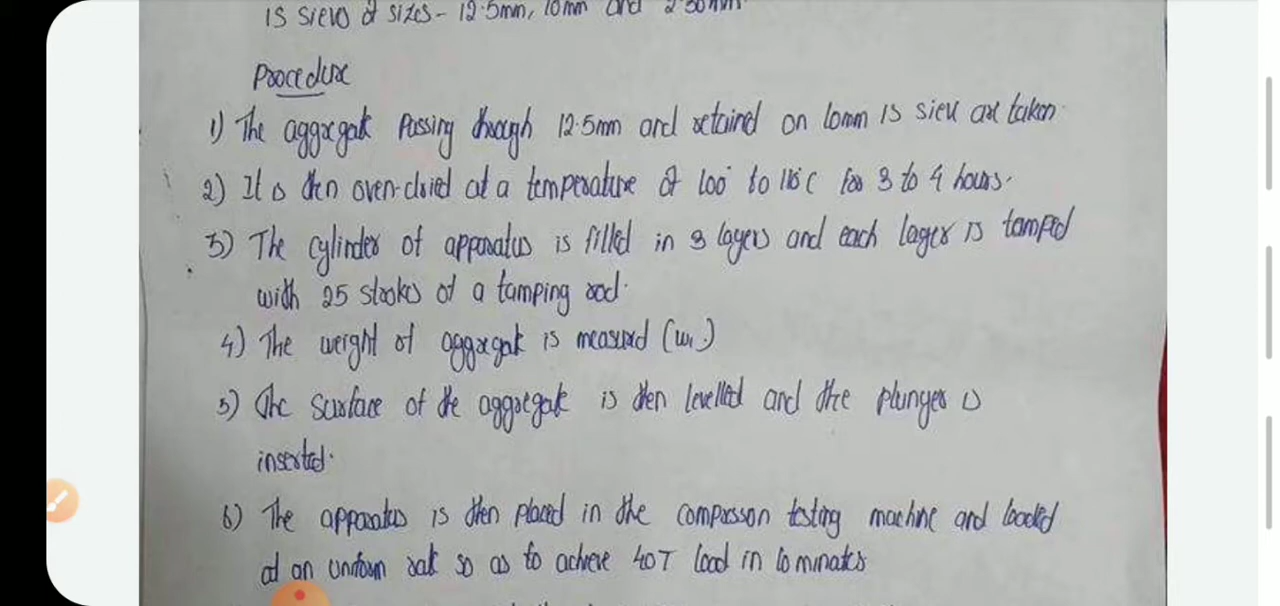 IS sievs of sizes - 12.5mm, 10mm and 2.36mm.
Procedure
1) The aggregate Passing through 12.5mm and retained on 10mm IS sieve are taken.
2) It is then oven-dried at a temperature of 100° to 110°C for 3 to 4 hours.
3) The cylinder of apparatus is filled in 3 layers and each layer is tamped
with 25 strokes of a tamping rod.
4) The weight of aggregate is measured (W1)
5) The surface of the aggregate is then levelled and the plunger is
inserted.
6) The apparatus is then placed in the compression testing machine and loaded
at an uniform rate so as to achieve 40T load in 10 minutes